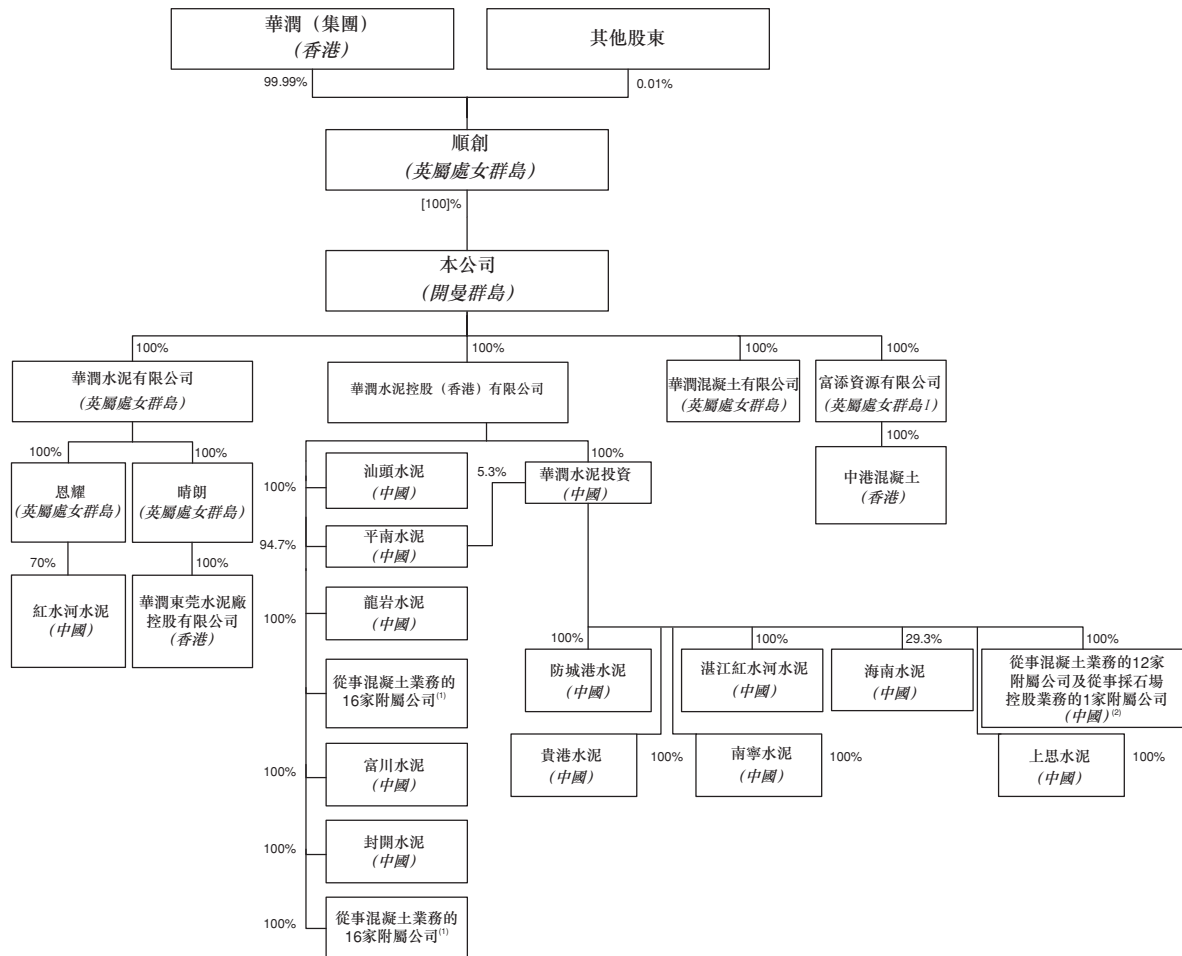 華潤（集團）
（香港）
其他股東
99.99%
0.01%
順創
（英屬處女群島）
[100]%
本公司
（開曼群島）
100%
100%
100%
100%
華潤水泥有限公司
（英屬處女群島）
華潤水泥控股（香港）有限公司
華潤混凝土有限公司
（英屬處女群島）
富添資源有限公司
（英屬處女群島1）
100%
100%
100%
100%
恩耀
（英屬處女群島）
晴朗
（英屬處女群島）
100%
汕頭水泥
（中國）
5.3%
華潤水泥投資
（中國）
中港混凝土
（香港）
94.7%
平南水泥
（中國）
70%
100%
紅水河水泥
（中國）
華潤東莞水泥廠
控股有限公司
（香港）
100%
龍岩水泥
（中國）
100%
100%
29.3%
100%
防城港水泥
（中國）
湛江紅水河水泥
（中國）
海南水泥
（中國）
從事混凝土業務的12家
附屬公司及從事採石場
控股業務的1家附屬公司
（中國）(2)
從事混凝土業務的
16家附屬公司(1)
貴港水泥
（中國）
100%
南寧水泥
（中國）
100%
上思水泥
（中國）
100%
100%
富川水泥
（中國）
100%
封開水泥
（中國）
100%
從事混凝土業務的
16家附屬公司(1)